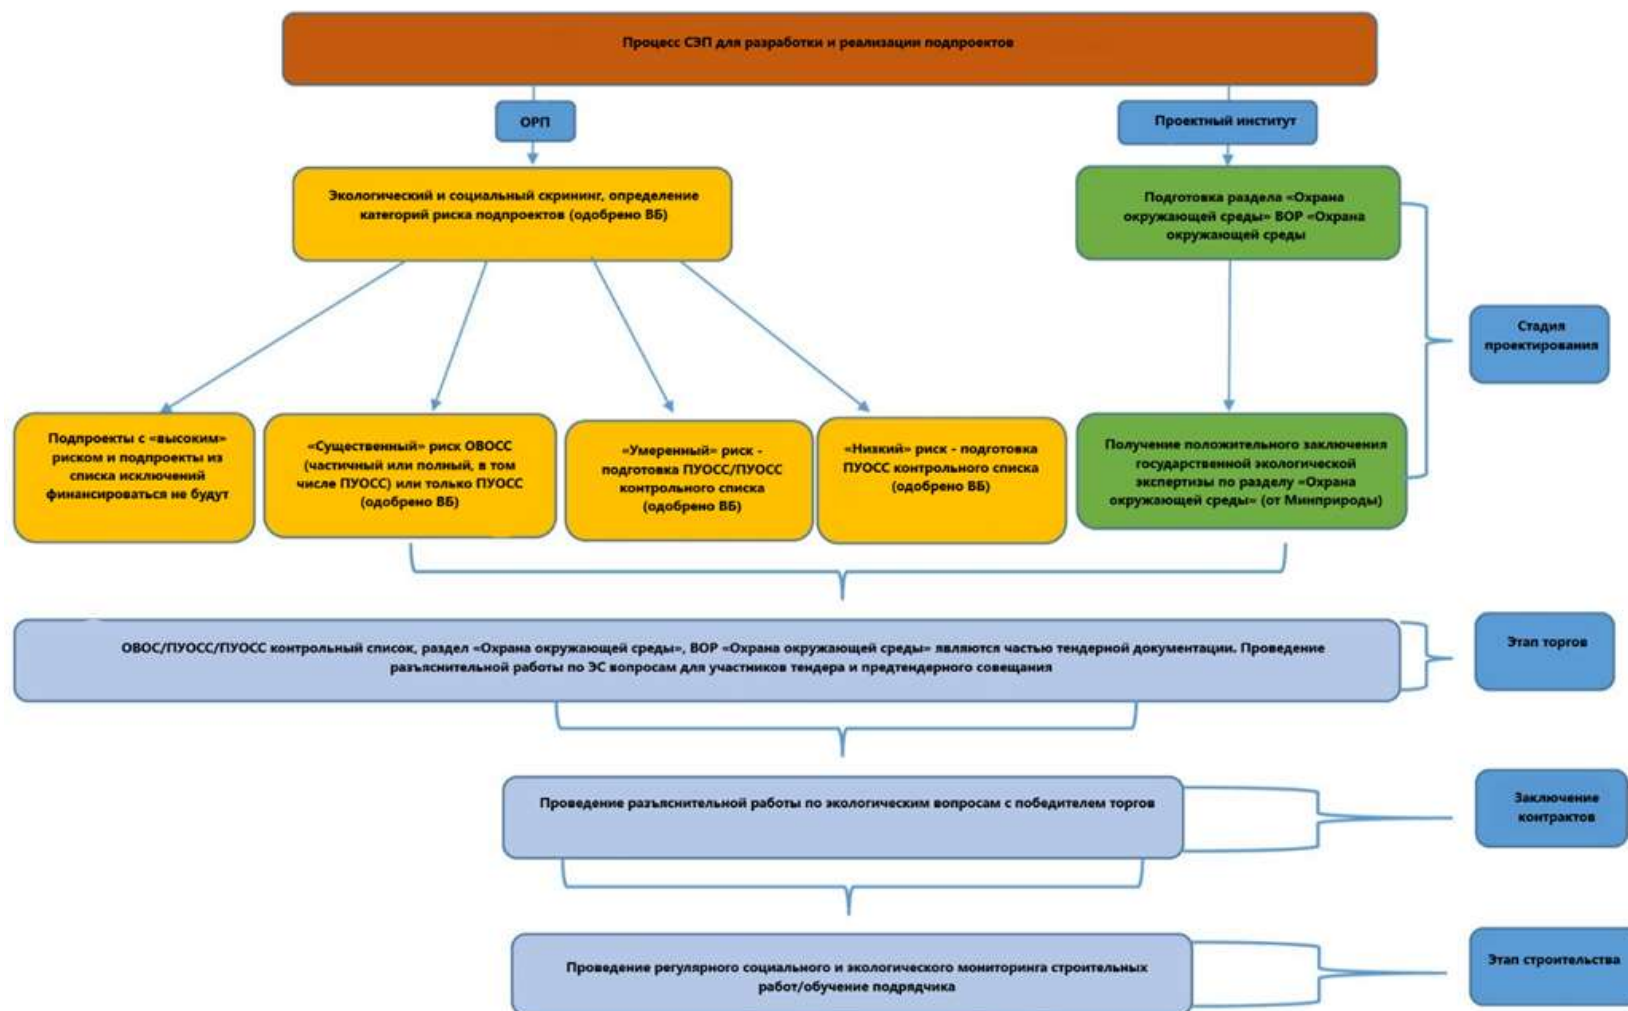 Процесс СЭП для разработки и реализации подпроектов
ОРП
Проектный институт
Экологический и социальный скрининг, определение
категорий риска подпроектов (одобрено ВБ)
Подготовка раздела «Охрана
окружающей среды» ВОР «Охрана
окружающей среды
Стадия
проектирования
Подпроекты с «высоким»
риском и подпроекты из
списка исключений
финансироваться не будут
«Существенный» риск ОВОСС
(частичный или полный, в том
числе ПУОСС) или только ПУОСС
(одобрено ВБ)
«Умеренный» риск -
подготовка ПУОСС/ПУОСС
контрольного списка
(одобрено ВБ)
«Низкий» риск - подготовка
ПУОСС контрольного списка
(одобрено ВБ)
Получение положительного заключения
государственной экологической
экспертизы по разделу «Охрана
окружающей среды» (от Минприроды)
ОВОС/ПУОСС/ПУОСС контрольный список, раздел «Охрана окружающей среды», ВОР «Охрана окружающей среды» являются частью тендерной документации. Проведение
разъяснительной работы по ЭС вопросам для участников тендера и предтендерного совещания
Этап торгов
Проведение разъяснительной работы по экологическим вопросам с победителем торгов
Заключение
контрактов
Проведение регулярного социального и экологического мониторинга строительных
работ/обучение подрядчика
Этап строительства